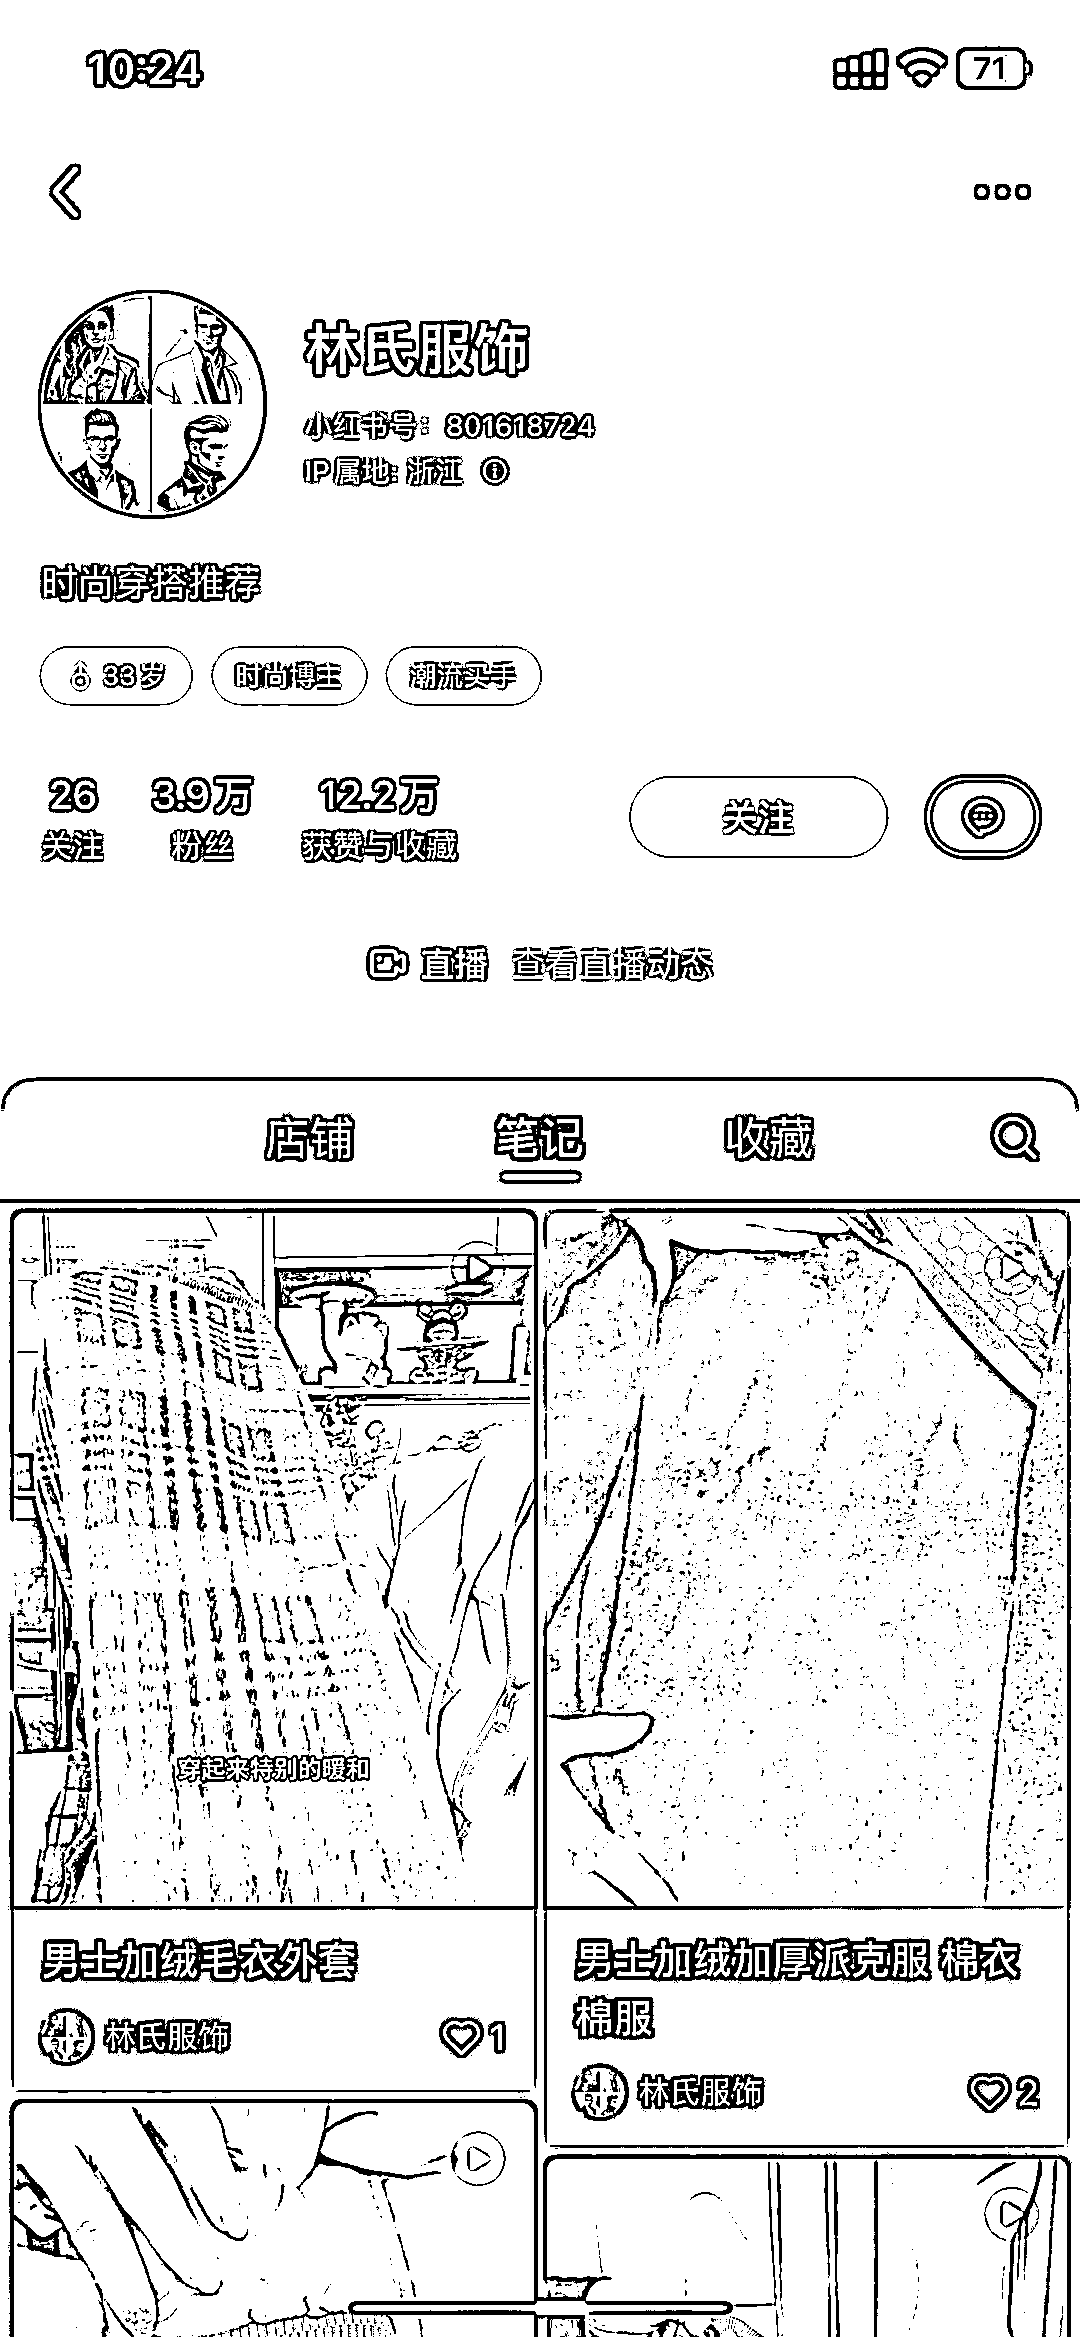 10:24
71
林氏服饰
小红书号：801618724
IP属地: 浙江
时尚穿搭推荐
33岁 时尚博主 潮流买手
26 3.9万 12.2万
关注 粉丝 获赞与收藏
关注
直播 查看直播动态
店铺 笔记 收藏
穿起来特别的暖和
男士加绒毛衣外套
林氏服饰 1
男士加绒加厚派克服 棉衣
棉服
林氏服饰 2